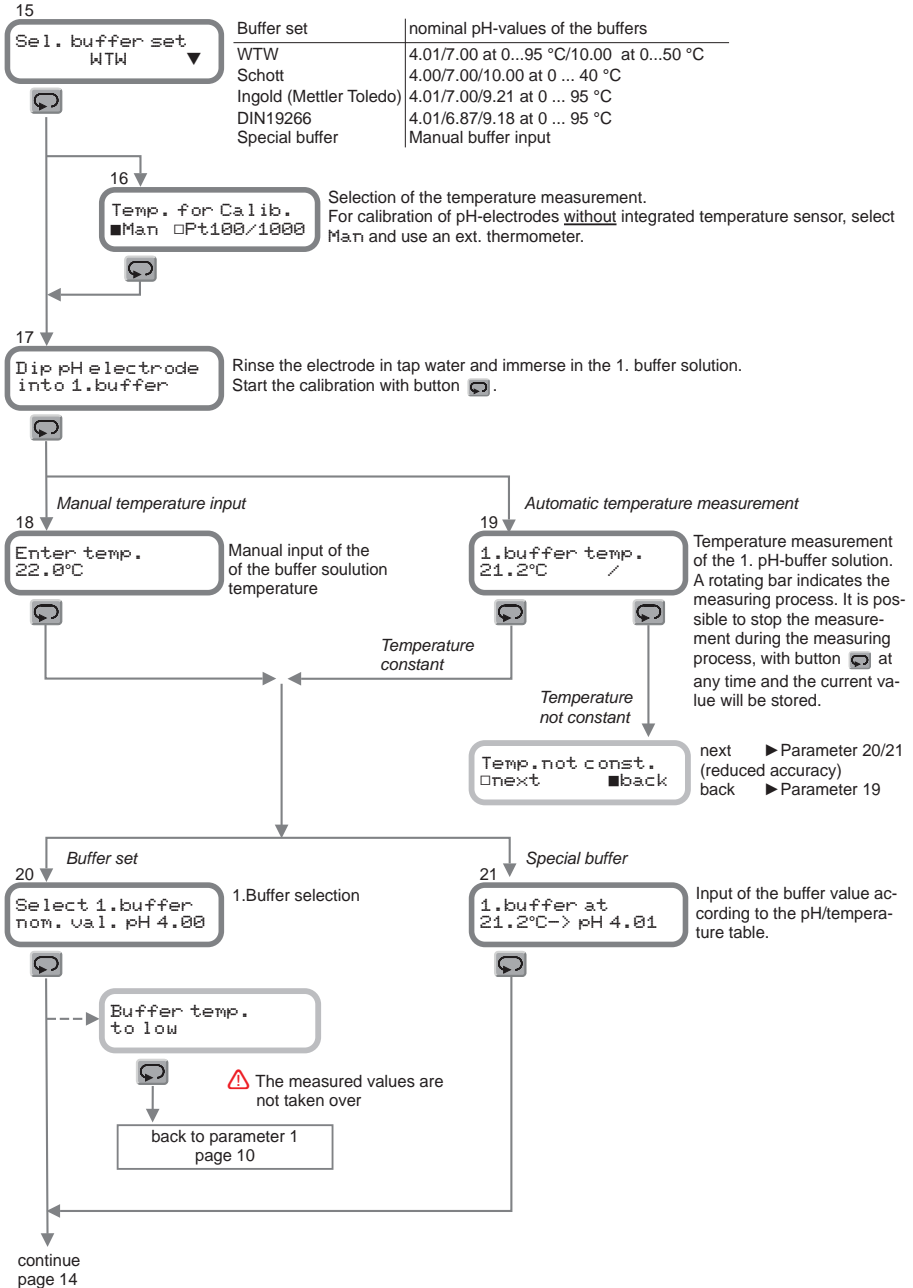 15
Sel. buffer set
WTW ▼
Buffer set nominal pH-values of the buffers
WTW 4.01/7.00 at 0...95 °C/10.00 at 0...50 °C
Schott 4.00/7.00/10.00 at 0 ... 40 °C
Ingold (Mettler Toledo) 4.01/7.00/9.21 at 0 ... 95 °C
DIN19266 4.01/6.87/9.18 at 0 ... 95 °C
Special buffer Manual buffer input
16
Temp. for Calib.
■Man □Pt100/1000
Selection of the temperature measurement.
For calibration of pH-electrodes without integrated temperature sensor, select
Man and use an ext. thermometer.
17
Dip pH electrode
into 1.buffer
Rinse the electrode in tap water and immerse in the 1. buffer solution.
Start the calibration with button .
Manual temperature input
18
Enter temp.
22.0°C
Manual input of the
of the buffer soulution
temperature
Automatic temperature measurement
19
1.buffer temp.
21.2°C /
Temperature measurement
of the 1. pH-buffer solution.
A rotating bar indicates the
measuring process. It is pos-
sible to stop the measure-
ment during the measuring
process, with button at
any time and the current va-
lue will be stored.
Temperature
constant
Temperature
not constant
Temp.not const.
□next ■back
next ►Parameter 20/21
(reduced accuracy)
back ►Parameter 19
Buffer set
20
Select 1.buffer
nom. val. pH 4.00
1.Buffer selection
Special buffer
21
1.buffer at
21.2°C-> pH 4.01
Input of the buffer value ac-
cording to the pH/tempera-
ture table.
Buffer temp.
to low
The measured values are
not taken over
back to parameter 1
page 10
continue
page 14